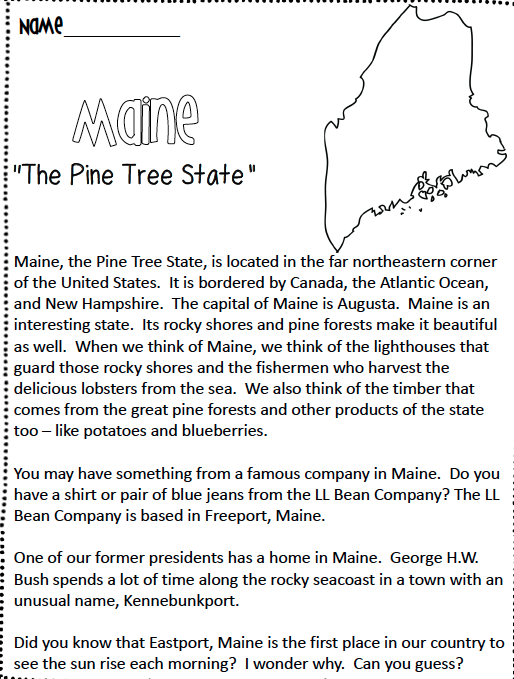 Name
Maine
"The Pine Tree State"
Maine, the Pine Tree State, is located in the far northeastern corner
of the United States.  It is bordered by Canada, the Atlantic Ocean,
and New Hampshire.  The capital of Maine is Augusta.  Maine is an
interesting state.  Its rocky shores and pine forests make it beautiful
as well.  When we think of Maine, we think of the lighthouses that
guard those rocky shores and the fishermen who harvest the
delicious lobsters from the sea.  We also think of the timber that
comes from the great pine forests and other products of the state
too – like potatoes and blueberries.
You may have something from a famous company in Maine.  Do you
have a shirt or pair of blue jeans from the LL Bean Company? The LL
Bean Company is based in Freeport, Maine.
One of our former presidents has a home in Maine.  George H.W.
Bush spends a lot of time along the rocky seacoast in a town with an
unusual name, Kennebunkport.
Did you know that Eastport, Maine is the first place in our country to
see the sun rise each morning?  I wonder why.  Can you guess?